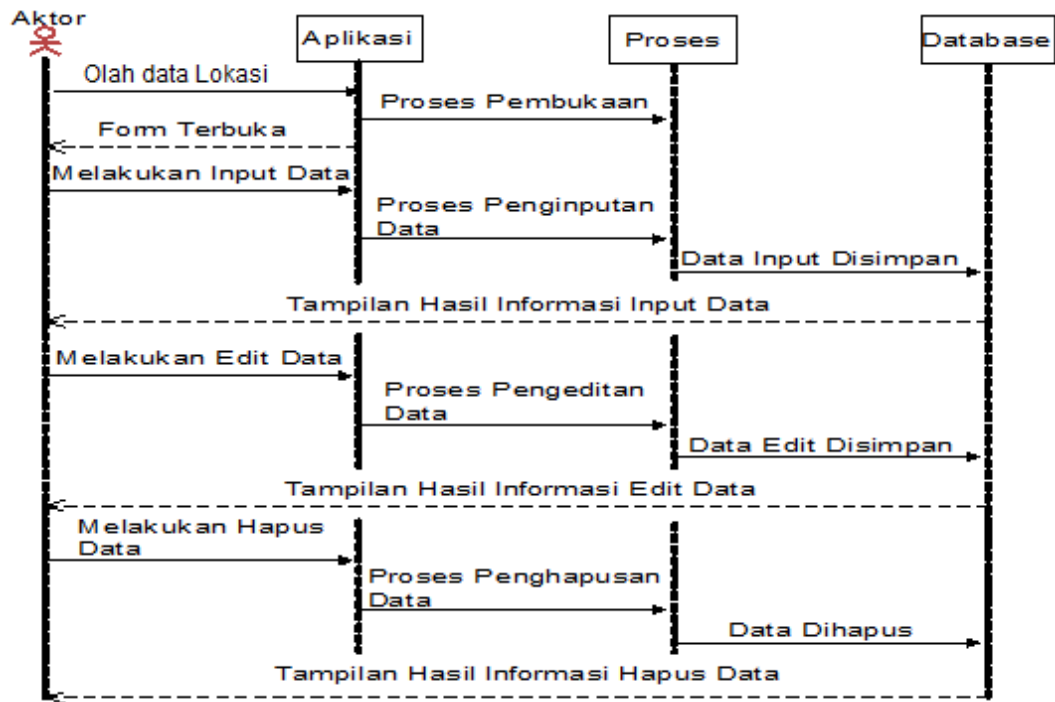 Aktor
Aplikasi
Proses
Database
Olah data Lokasi
Proses Pembukaan
Form Terbuka
Melakukan Input Data
Proses Penginputan
Data
Data Input Disimpan
Tampilan Hasil Informasi Input Data
Melakukan Edit Data
Proses Pengeditan
Data
Data Edit Disimpan
Tampilan Hasil Informasi Edit Data
Melakukan Hapus
Data
Proses Penghapusan
Data
Data Dihapus
Tampilan Hasil Informasi Hapus Data